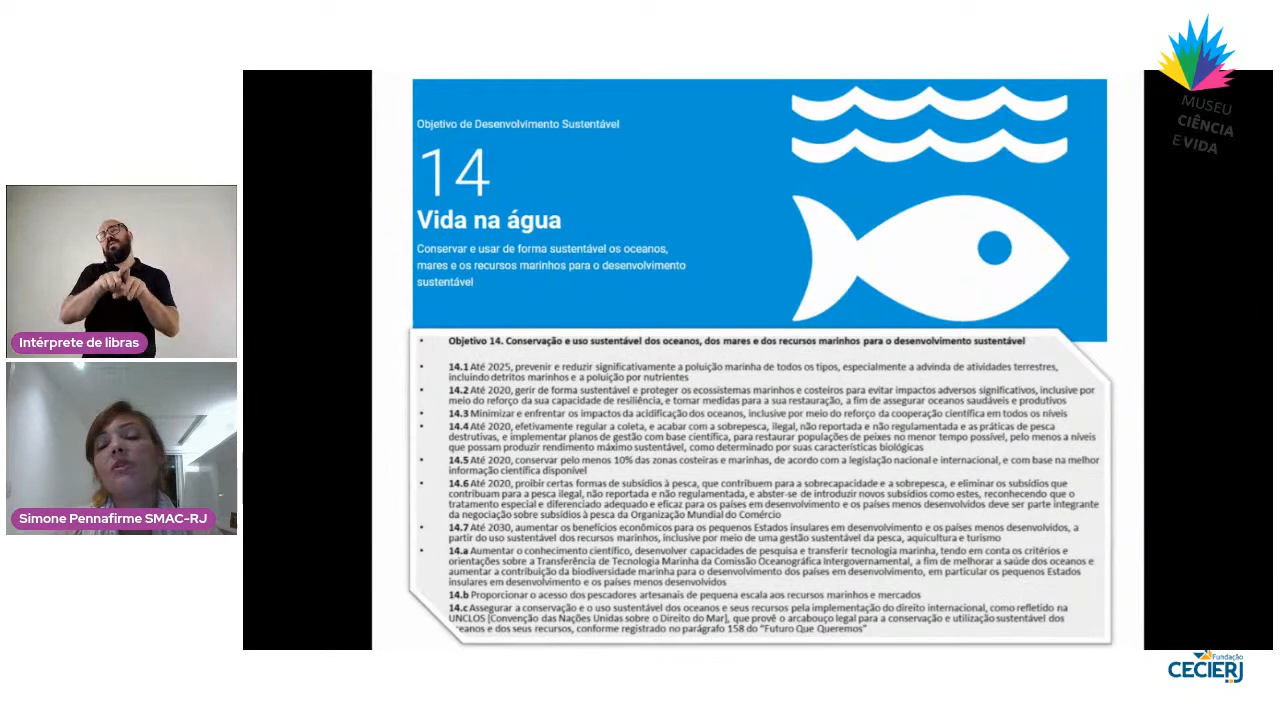 Objetivo de Desenvolvimento Sustentável
14
Vida na água
Conservar e usar de forma sustentável os oceanos,
mares e os recursos marinhos para o desenvolvimento
sustentável
• Objetivo 14. Conservação e uso sustentável dos oceanos, dos mares e dos recursos marinhos para o desenvolvimento sustentável
• 14.1 Até 2025, prevenir e reduzir significativamente a poluição marinha de todos os tipos, especialmente a advinda de atividades terrestres,
incluindo detritos marinhos e a poluição por nutrientes
• 14.2 Até 2020, gerir de forma sustentável e proteger os ecossistemas marinhos e costeiros para evitar impactos adversos significativos, inclusive por
meio do reforço da sua capacidade de resiliência, e tomar medidas para a sua restauração, a fim de assegurar oceanos saudáveis e produtivos
• 14.3 Minimizar e enfrentar os impactos da acidificação dos oceanos, inclusive por meio do reforço da cooperação científica em todos os níveis
• 14.4 Até 2020, efetivamente regular a coleta, e acabar com a sobrepesca, ilegal, não reportada e não regulamentada e as práticas de pesca
destrutivas, e implementar planos de gestão com base científica, para restaurar populações de peixes no menor tempo possível, pelo menos a níveis
que possam produzir rendimento máximo sustentável, como determinado por suas características biológicas
• 14.5 Até 2020, conservar pelo menos 10% das zonas costeiras e marinhas, de acordo com a legislação nacional e internacional, e com base na melhor
informação científica disponível
• 14.6 Até 2020, proibir certas formas de subsídios à pesca, que contribuem para a sobrecapacidade e a sobrepesca, e eliminar os subsídios que
contribuam para a pesca ilegal, não reportada e não regulamentada, e abster-se de introduzir novos subsídios como estes, reconhecendo que o
tratamento especial e diferenciado adequado e eficaz para os países em desenvolvimento e os países menos desenvolvidos deve ser parte integrante
da negociação sobre subsídios à pesca da Organização Mundial do Comércio
• 14.7 Até 2030, aumentar os benefícios econômicos para os pequenos Estados insulares em desenvolvimento e os países menos desenvolvidos, a
partir do uso sustentável dos recursos marinhos, inclusive por meio de uma gestão sustentável da pesca, aquicultura e turismo
• 14.a Aumentar o conhecimento científico, desenvolver capacidades de pesquisa e transferir tecnologia marinha, tendo em conta os critérios e
orientações sobre a Transferência de Tecnologia Marinha da Comissão Oceanográfica Intergovernamental, a fim de melhorar a saúde dos oceanos e
aumentar a contribuição da biodiversidade marinha para o desenvolvimento dos países em desenvolvimento, em particular os pequenos Estados
insulares em desenvolvimento e os países menos desenvolvidos
14.b Proporcionar o acesso dos pescadores artesanais de pequena escala aos recursos marinhos e mercados
14.c Assegurar a conservação e o uso sustentável dos oceanos e seus recursos pela implementação do direito internacional, como refletido na
UNCLOS [Convenção das Nações Unidas sobre o Direito do Mar], que provê o arcabouço legal para a conservação e utilização sustentável dos
ceanos e dos seus recursos, conforme registrado no parágrafo 158 do "Futuro Que Queremos"
Intérprete de libras
Simone Pennafirme SMAC-RJ
MUSEU
CIÊNCIA
E VIDA
Fundação
CECIERJ